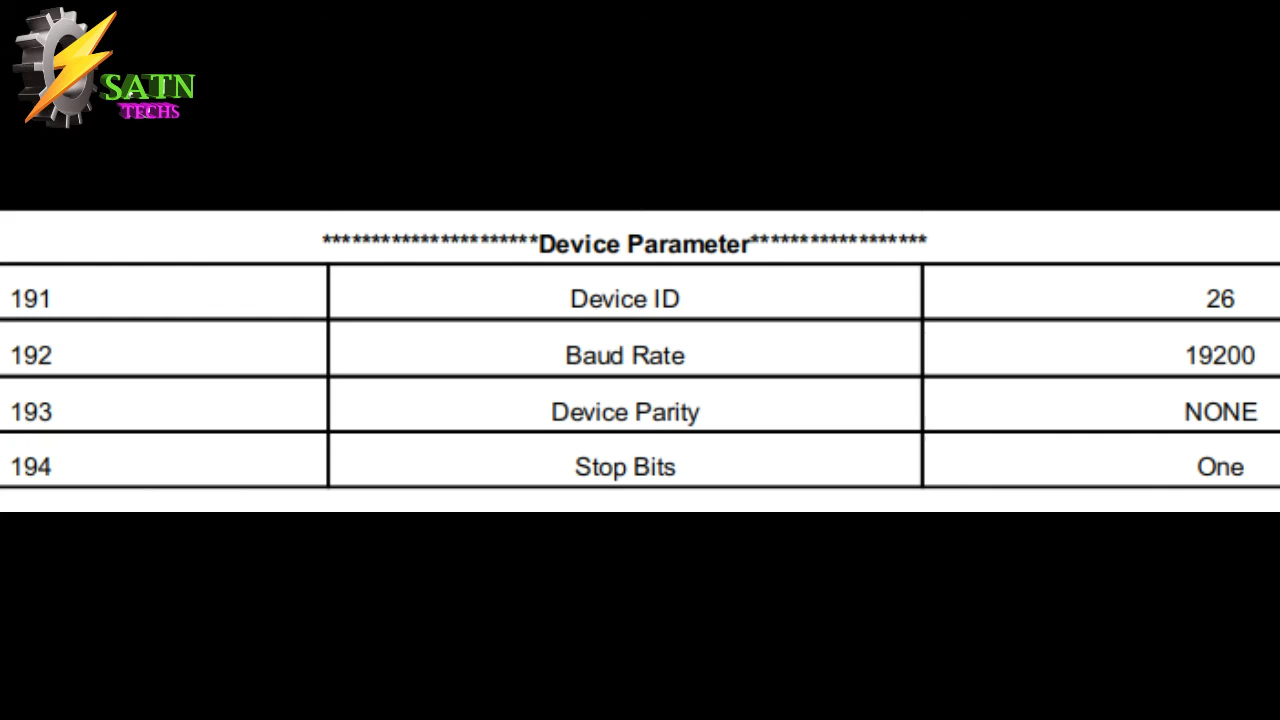 SATN
TECHS
**********************Device Parameter******************
191 Device ID 26
192 Baud Rate 19200
193 Device Parity NONE
194 Stop Bits One